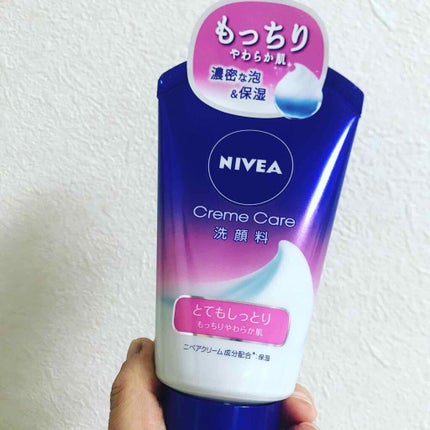 もっちり
やわらか肌。
濃密な泡
&保湿
NIVEA
Creme Care
洗顔料
とてもしっとり
もっちりやわらか肌
ニベアクリーム成分配合*:保湿